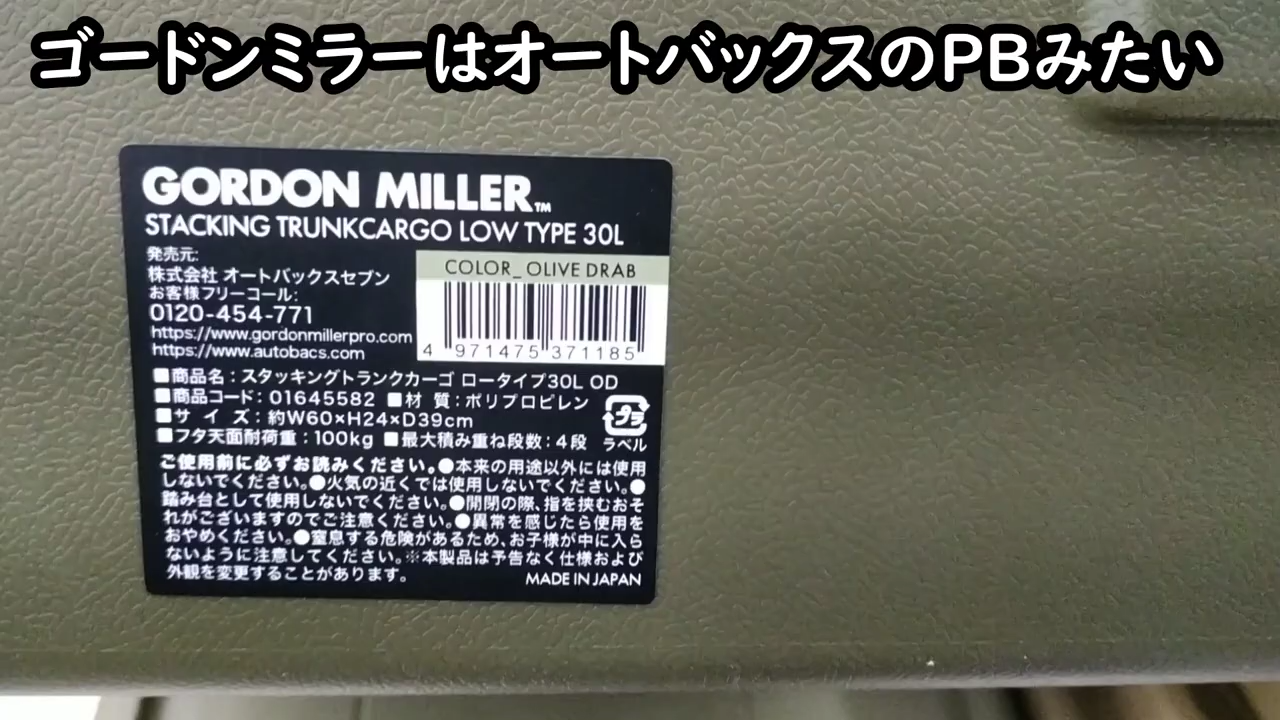 ゴードンミラーはオートバックスのPBみたい
GORDON MILLER™
STACKING TRUNKCARGO LOW TYPE 30L
発売元:
株式会社 オートバックスセブン
お客様フリーコール:
0120-454-771
https://www.gordonmillerpro.com
https://www.autobacs.com
COLOR_OLIVE DRAB
4 971475 371185
■商品名：スタッキングトランクカーゴ ロータイプ30L OD
■商品コード：01645582 ■材 質：ポリプロピレン
■サ イ ズ：約W60×H24×D39cm
■フタ天面耐荷重：100kg ■最大積み重ね段数：4段
プラ
ラベル
ご使用前に必ずお読みください。●本来の用途以外には使用
しないでください。●火気の近くでは使用しないでください。●
踏み台として使用しないでください。●開閉の際、指を挟むおそ
れがございますのでご注意ください。●異常を感じたら使用を
おやめください。●窒息する危険があるため、お子様が中に入ら
ないように注意してください。※本製品は予告なく仕様および
外観を変更することがあります。
MADE IN JAPAN